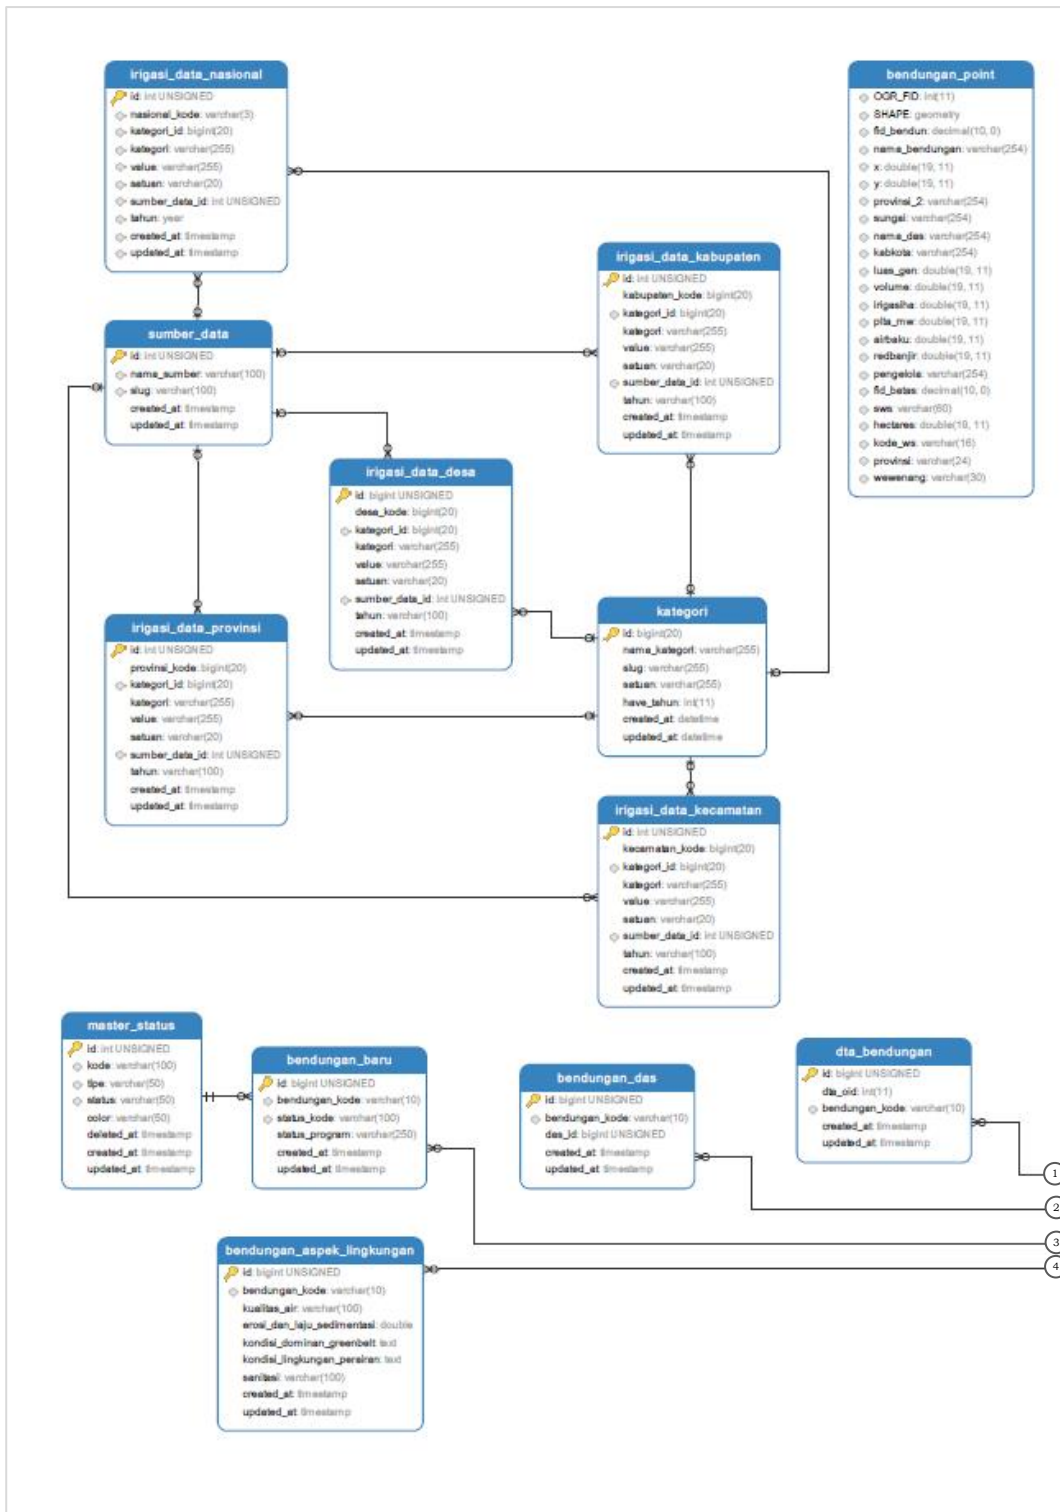 irigasi_data_nasional
id: int UNSIGNED
nasional_kode: varchar(3)
kategori_id: bigint(20)
kategori: varchar(255)
value: varchar(255)
satuan: varchar(20)
sumber_data_id: int UNSIGNED
tahun: year
created_at: timestamp
updated_at: timestamp
bendungan_point
OGR_FID: int(11)
SHAPE: geometry
fid_bendun: decimal(10, 0)
nama_bendungan: varchar(254)
x: double(19, 11)
y: double(19, 11)
provinsi_2: varchar(254)
sungai: varchar(254)
nama_das: varchar(254)
kabkota: varchar(254)
luas_gen: double(19, 11)
volume: double(19, 11)
irigasiha: double(19, 11)
plta_mw: double(19, 11)
airbaku: double(19, 11)
redbanjir: double(19, 11)
pengelola: varchar(254)
fid_batas: decimal(10, 0)
sws: varchar(60)
hectares: double(19, 11)
kode_ws: varchar(16)
provinsi: varchar(24)
wewenang: varchar(30)
irigasi_data_kabupaten
id: int UNSIGNED
kabupaten_kode: bigint(20)
kategori_id: bigint(20)
kategori: varchar(255)
value: varchar(255)
satuan: varchar(20)
sumber_data_id: int UNSIGNED
tahun: varchar(100)
created_at: timestamp
updated_at: timestamp
sumber_data
id: int UNSIGNED
nama_sumber: varchar(100)
slug: varchar(100)
created_at: timestamp
updated_at: timestamp
irigasi_data_desa
id: bigint UNSIGNED
desa_kode: bigint(20)
kategori_id: bigint(20)
kategori: varchar(255)
value: varchar(255)
satuan: varchar(20)
sumber_data_id: int UNSIGNED
tahun: varchar(100)
created_at: timestamp
updated_at: timestamp
irigasi_data_provinsi
id: int UNSIGNED
provinsi_kode: bigint(20)
kategori_id: bigint(20)
kategori: varchar(255)
value: varchar(255)
satuan: varchar(20)
sumber_data_id: int UNSIGNED
tahun: varchar(100)
created_at: timestamp
updated_at: timestamp
kategori
id: bigint(20)
nama_kategori: varchar(255)
slug: varchar(255)
satuan: varchar(255)
have_tahun: int(11)
created_at: datetime
updated_at: datetime
irigasi_data_kecamatan
id: int UNSIGNED
kecamatan_kode: bigint(20)
kategori_id: bigint(20)
kategori: varchar(255)
value: varchar(255)
satuan: varchar(20)
sumber_data_id: int UNSIGNED
tahun: varchar(100)
created_at: timestamp
updated_at: timestamp
master_status
id: int UNSIGNED
kode: varchar(100)
tipe: varchar(50)
status: varchar(50)
color: varchar(50)
deleted_at: timestamp
created_at: timestamp
updated_at: timestamp
bendungan_baru
id: bigint UNSIGNED
bendungan_kode: varchar(10)
status_kode: varchar(100)
status_program: varchar(250)
created_at: timestamp
updated_at: timestamp
bendungan_das
id: bigint UNSIGNED
bendungan_kode: varchar(10)
das_id: bigint UNSIGNED
created_at: timestamp
updated_at: timestamp
dta_bendungan
id: bigint UNSIGNED
dta_oid: int(11)
bendungan_kode: varchar(10)
created_at: timestamp
updated_at: timestamp
1
2
3
4
bendungan_aspek_lingkungan
id: bigint UNSIGNED
bendungan_kode: varchar(10)
kualitas_air: varchar(100)
erosi_dan_laju_sedimentasi: double
kondisi_dominan_greenbelt: text
kondisi_lingkungan_perairan: text
sanitasi: varchar(100)
created_at: timestamp
updated_at: timestamp